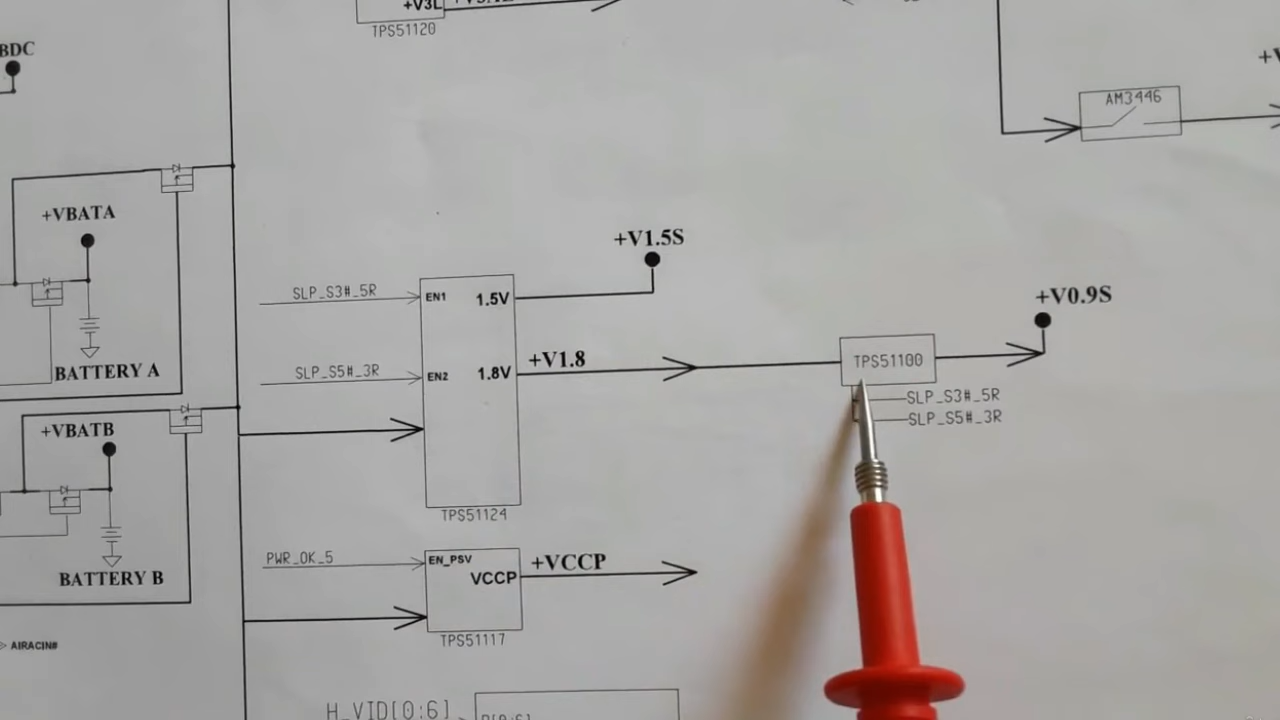 +V3L
TPS51120
BDC
AM3446
+V
+VBATA
BATTERY A
+VBATB
BATTERY B
AIRACIN#
+V1.5S
SLP_S3#_5R
EN1
1.5V
SLP_S5#_3R
EN2
1.8V
+V1.8
TPS51124
TPS51100
+V0.9S
SLP_S3#_5R
SLP_S5#_3R
PWR_OK_5
EN_PSV
VCCP
+VCCP
TPS51117
H_VID[0:6]